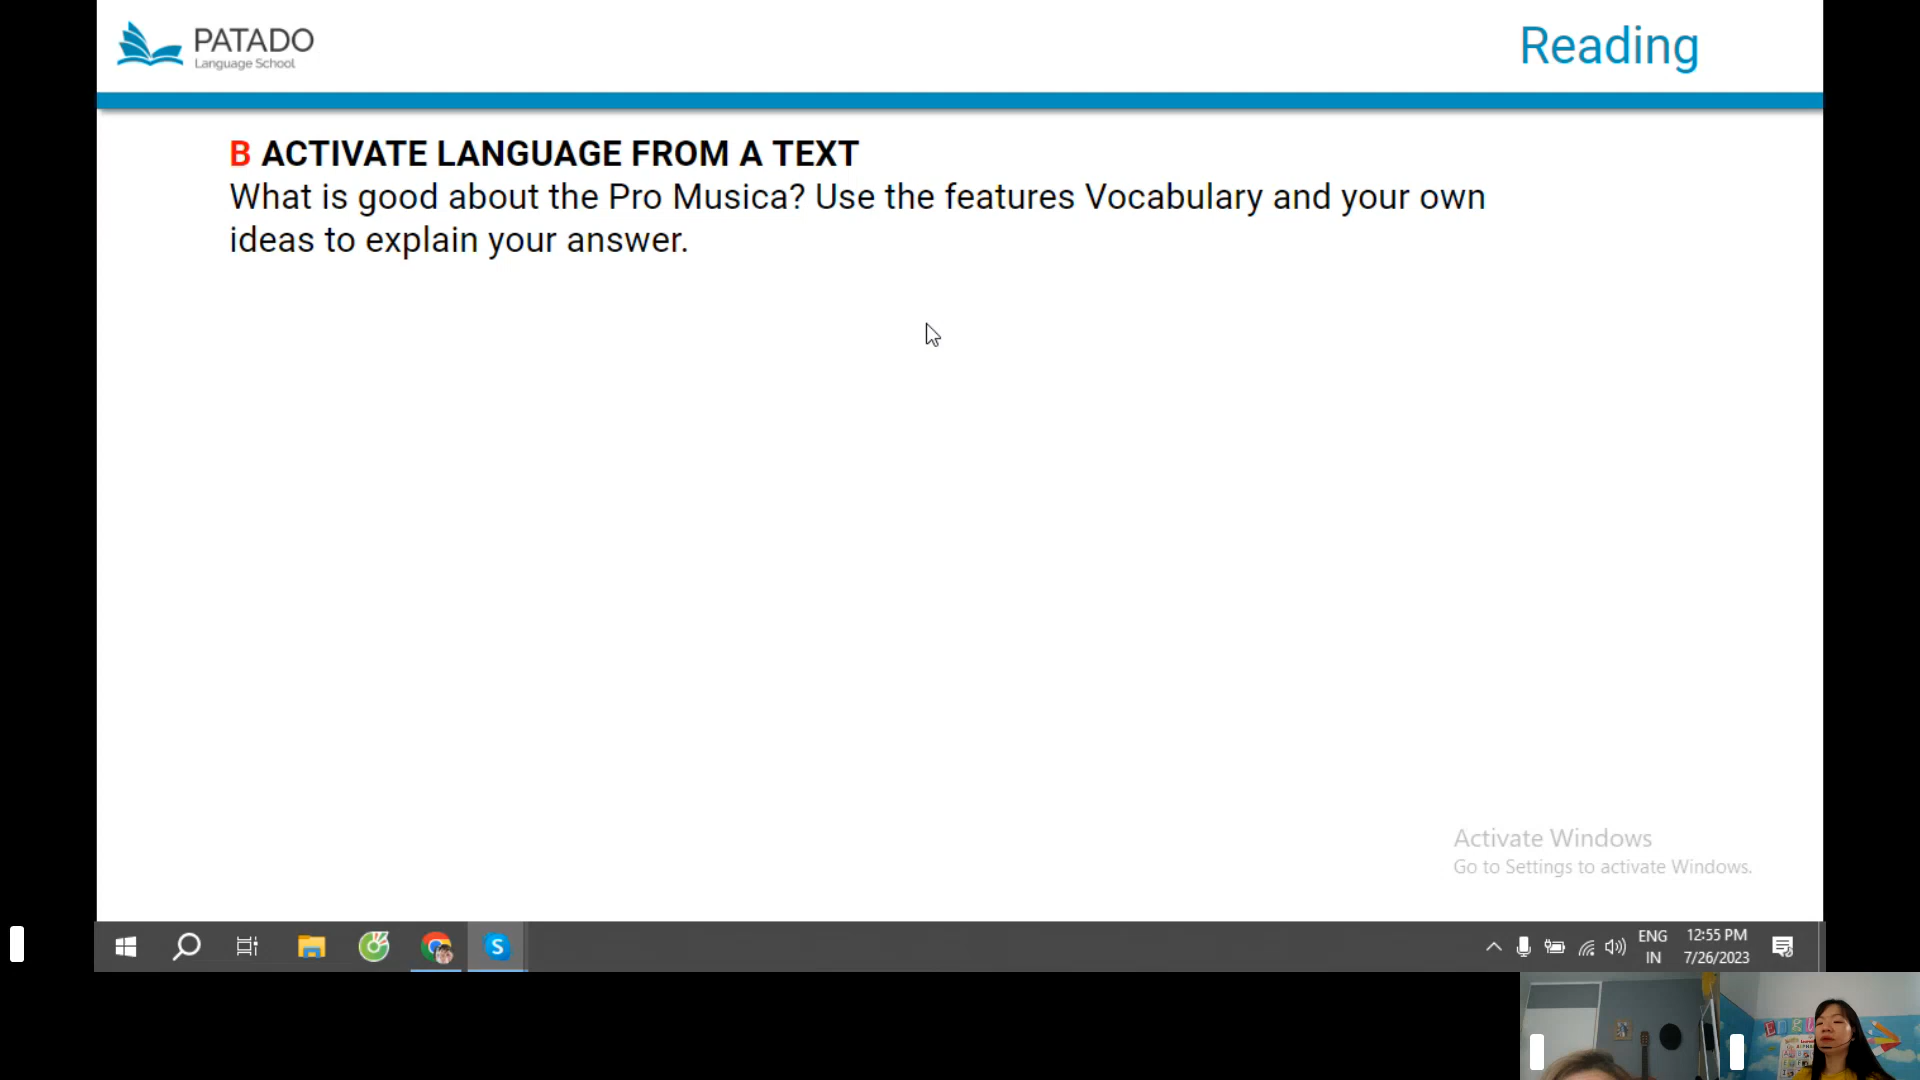 PATADO
Language School
Reading
B ACTIVATE LANGUAGE FROM A TEXT
What is good about the Pro Musica? Use the features Vocabulary and your own
ideas to explain your answer.
Activate Windows
Go to Settings to activate Windows.
S
ENG
IN
12:55 PM
7/26/2023